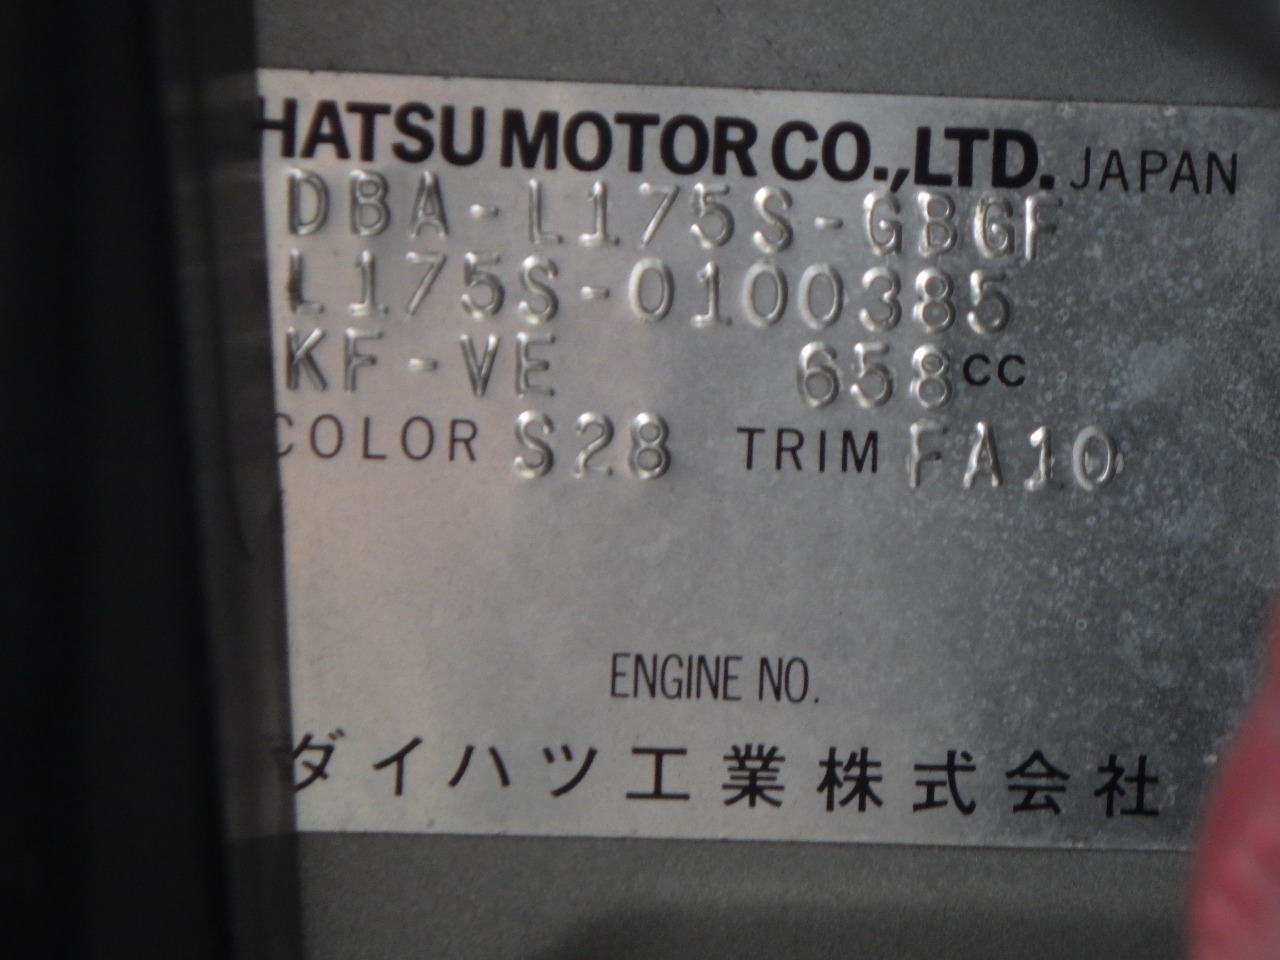 HATSU MOTOR CO.,LTD. JAPAN
DBA-L175S-GBGF
L175S-0100385
KF-VE 658cc
COLOR S28 TRIM FA10
ENGINE NO.
ダイハツ工業株式会社